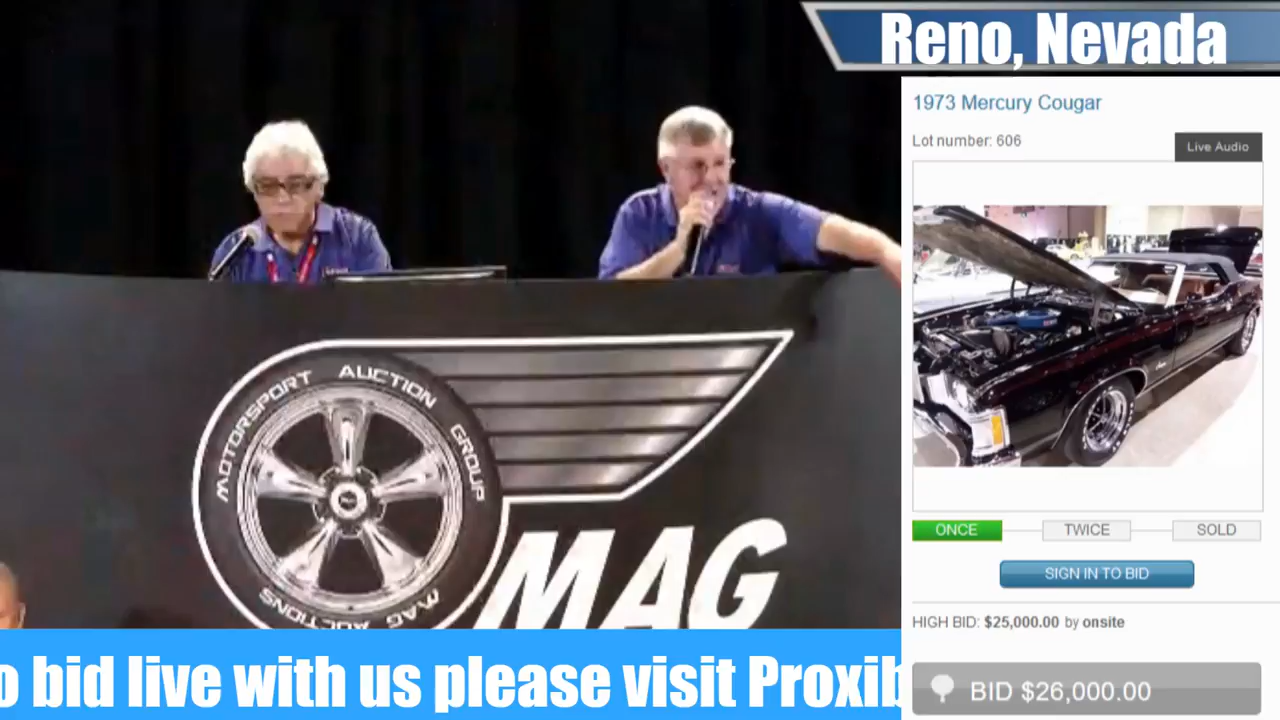 Reno, Nevada
1973 Mercury Cougar
Lot number: 606
Live Audio
MOTORSPORT AUCTION GROUP
MAG AUCTIONS
MAG
ONCE
TWICE
SOLD
SIGN IN TO BID
HIGH BID: $25,000.00 by onsite
BID $26,000.00
o bid live with us please visit Proxib